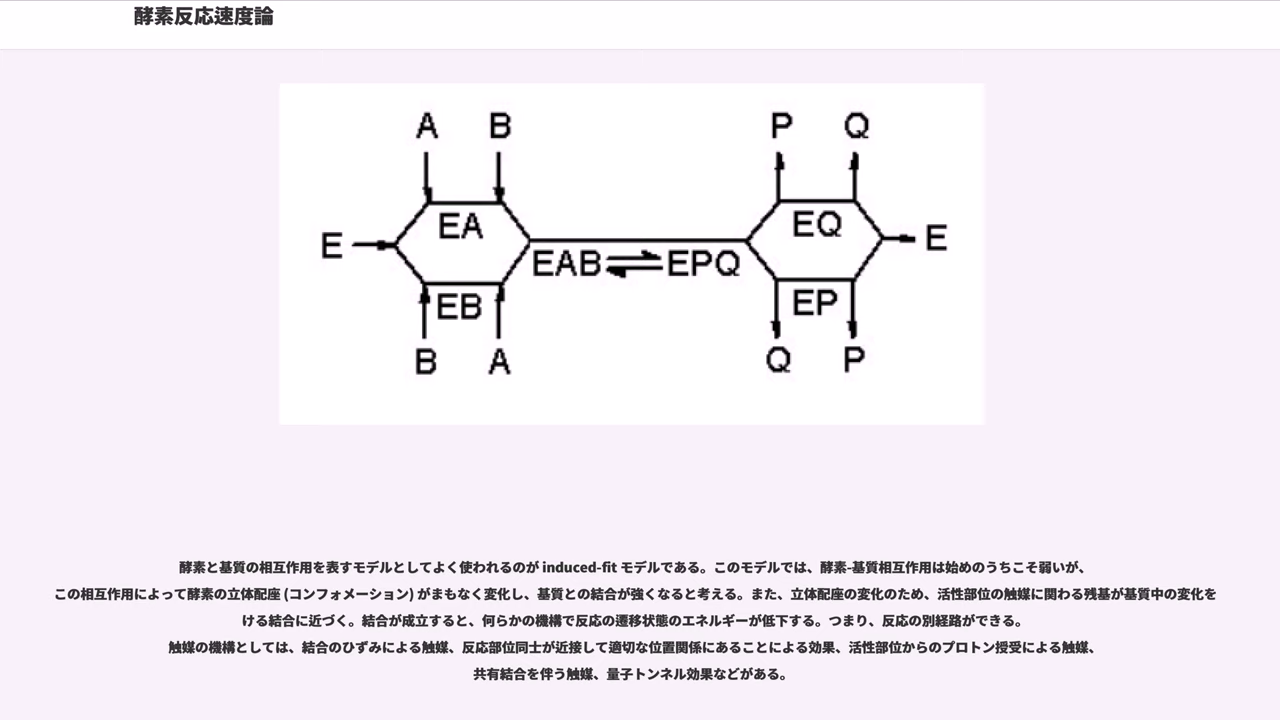 酵素反応速度論
A B P Q
EA EQ
E E
EAB EPQ
EB EP
B A Q P
酵素と基質の相互作用を表すモデルとしてよく使われるのが induced-fit モデルである。このモデルでは、酵素-基質相互作用は始めのうちこそ弱いが、
この相互作用によって酵素の立体配座 (コンフォメーション) がまもなく変化し、基質との結合が強くなると考える。また、立体配座の変化のため、活性部位の触媒に関わる残基が基質中の変化を
ける結合に近づく。結合が成立すると、何らかの機構で反応の遷移状態のエネルギーが低下する。つまり、反応の別経路ができる。
触媒の機構としては、結合のひずみによる触媒、反応部位同士が近接して適切な位置関係にあることによる効果、活性部位からのプロトン授受による触媒、
共有結合を伴う触媒、量子トンネル効果などがある。